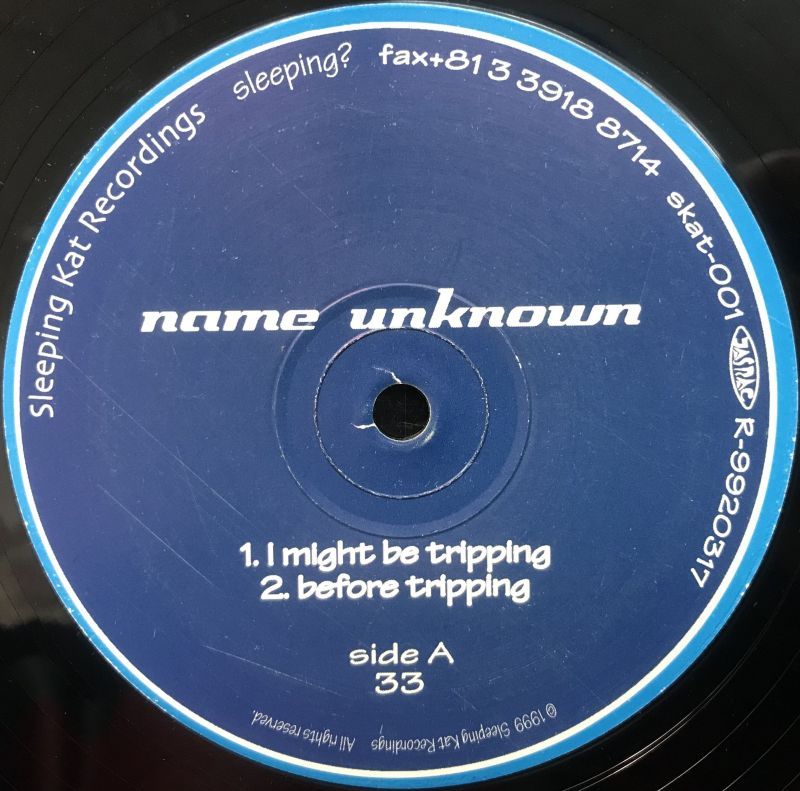 Sleeping Kat Recordings sleeping? fax+81 3 3918 8714 skat-001 JASRAC R-9920317
name unknown
1. I might be tripping
2. before tripping
side A
33
©1999 Sleeping Kat Recordings All rights reserved.